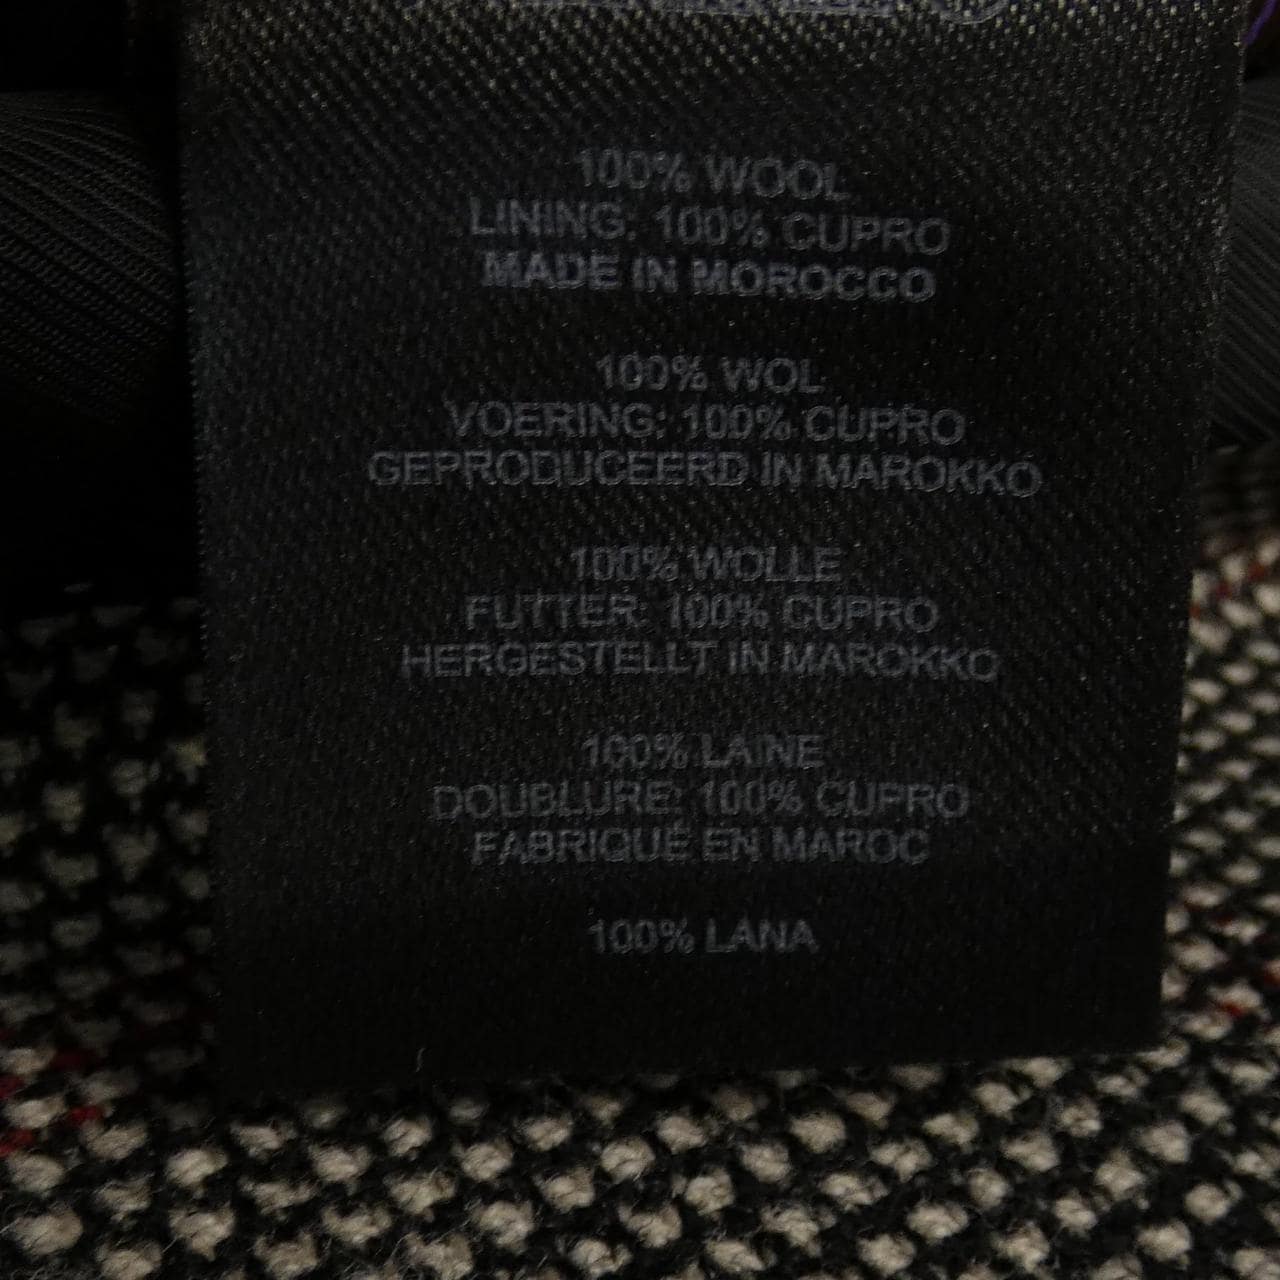 100% WOOL
LINING: 100% CUPRO
MADE IN MOROCCO
100% WOL
VOERING: 100% CUPRO
GEPRODUCEERD IN MAROKKO
100% WOLLE
FUTTER: 100% CUPRO
HERGESTELLT IN MAROKKO
100% LAINE
DOUBLURE: 100% CUPRO
FABRIQUÉ EN MAROC
100% LANA